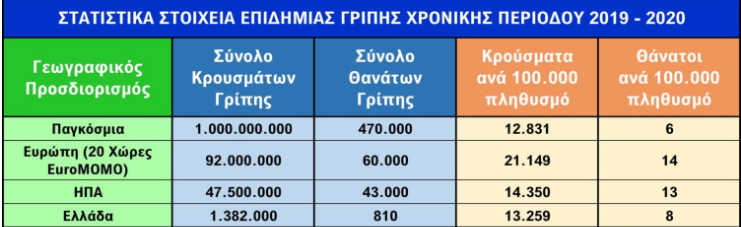 ΣΤΑΤΙΣΤΙΚΑ ΣΤΟΙΧΕΙΑ ΕΠΙΔΗΜΙΑΣ ΓΡΙΠΗΣ ΧΡΟΝΙΚΗΣ ΠΕΡΙΟΔΟΥ 2019 - 2020
Γεωγραφικός
Προσδιορισμός
Σύνολο
Κρουσμάτων
Γρίπης
Σύνολο
Θανάτων
Γρίπης
Κρούσματα
ανά 100.000
πληθυσμό
Θάνατοι
ανά 100.000
πληθυσμό
Παγκόσμια 1.000.000.000 470.000 12.831 6
Ευρώπη (20 Χώρες
EuroMOMO) 92.000.000 60.000 21.149 14
ΗΠΑ 47.500.000 43.000 14.350 13
Ελλάδα 1.382.000 810 13.259 8